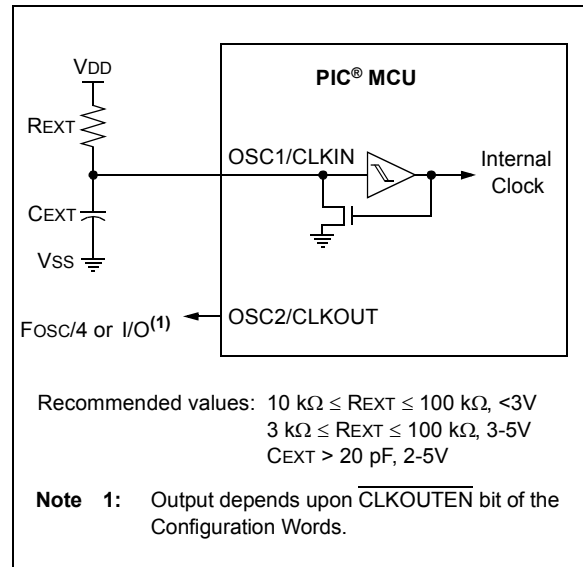 VDD
PIC® MCU
REXT
OSC1/CLKIN
Internal
Clock
CEXT
VSS
FOSC/4 or I/O(1)
OSC2/CLKOUT
Recommended values: 10 kΩ ≤ REXT ≤ 100 kΩ, <3V
3 kΩ ≤ REXT ≤ 100 kΩ, 3-5V
CEXT > 20 pF, 2-5V
Note 1: Output depends upon CLKOUTEN bit of the
Configuration Words.